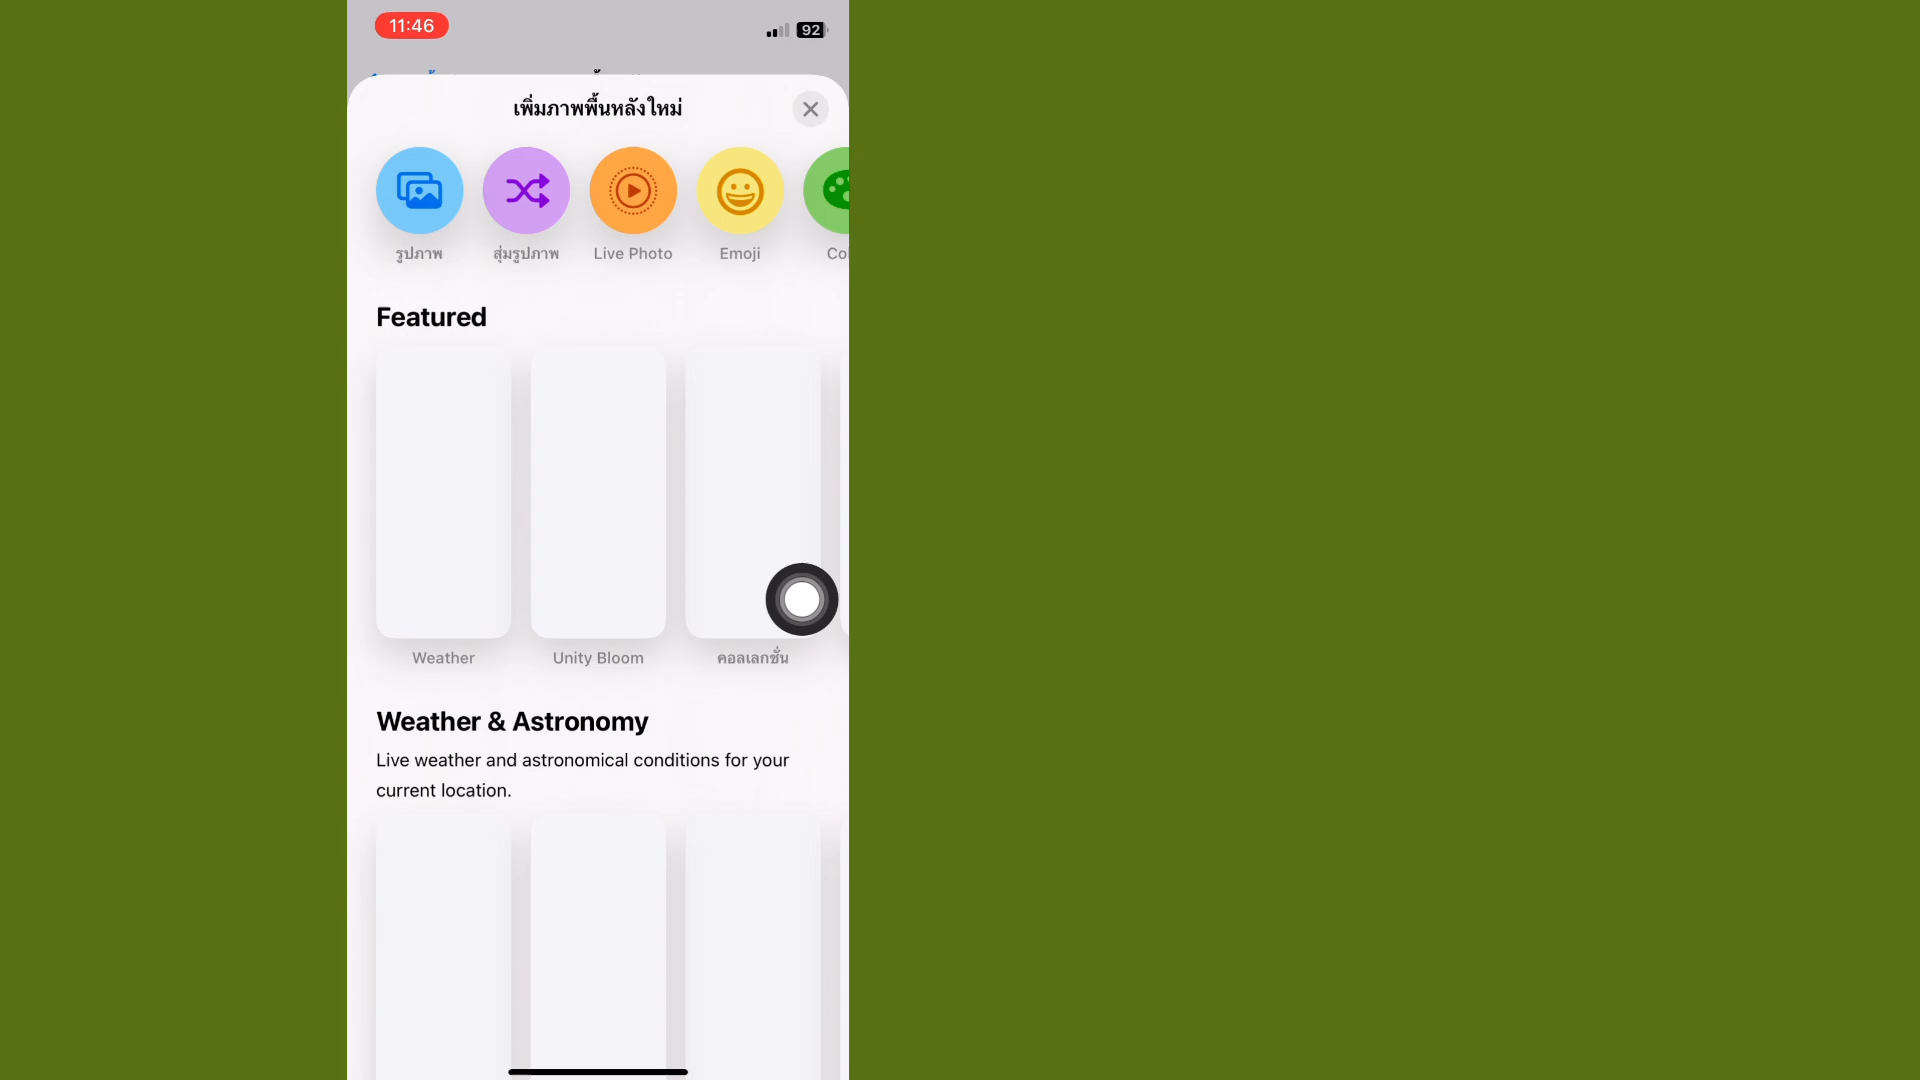 11:46
92
เพิ่มภาพพื้นหลังใหม่
รูปภาพ
สุ่มรูปภาพ
Live Photo
Emoji
Featured
Weather
Unity Bloom
คอลเลกชั่น
Weather & Astronomy
Live weather and astronomical conditions for your
current location.